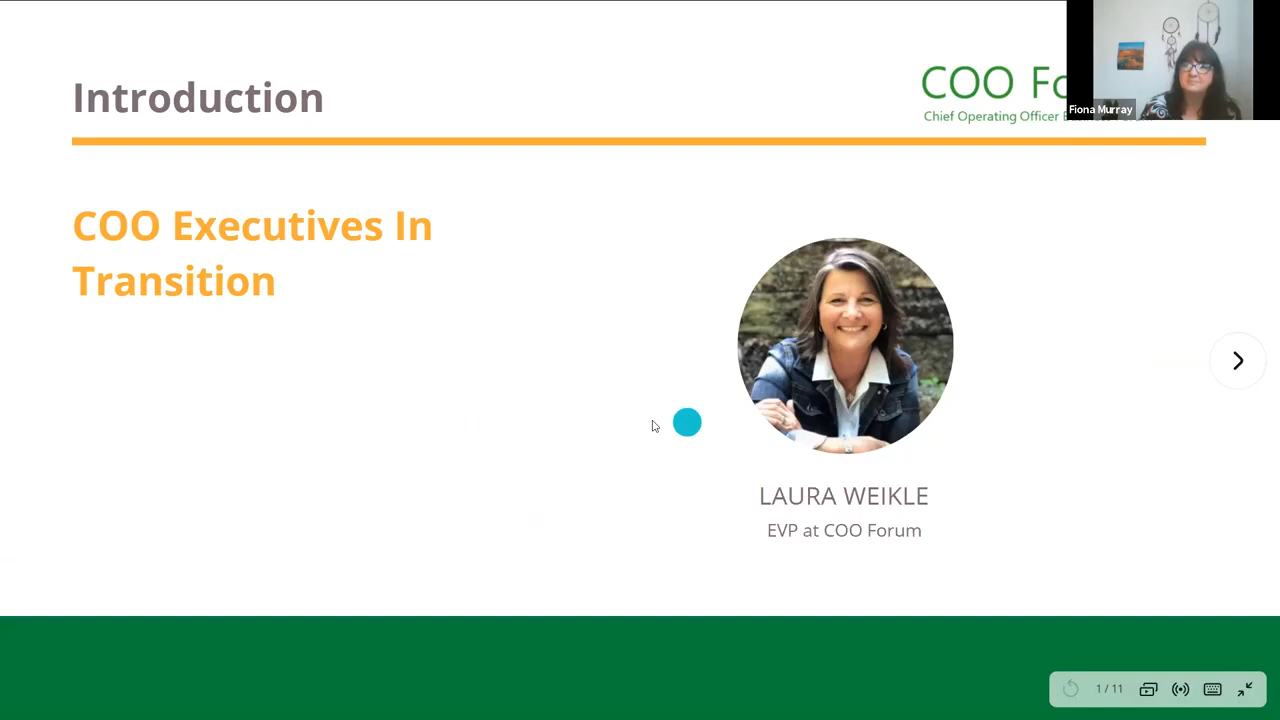 Introduction
COO Fo
Chief Operating Officer B
Fiona Murray
COO Executives In
Transition
LAURA WEIKLE
EVP at COO Forum
1 / 11